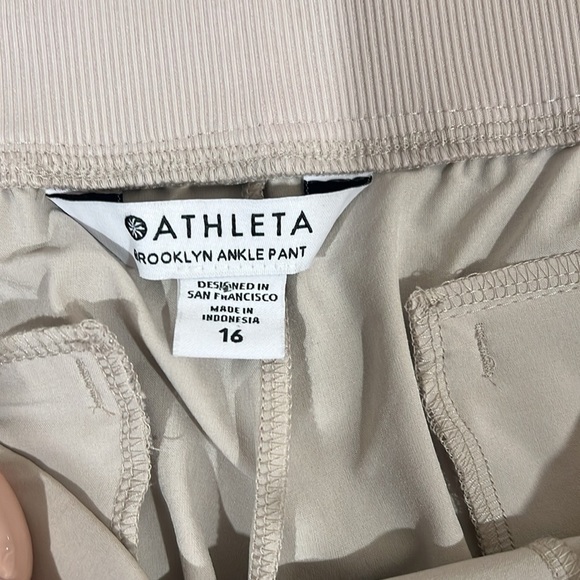 ATHLETA
BROOKLYN ANKLE PANT
DESIGNED IN
SAN FRANCISCO
MADE IN
INDONESIA
16